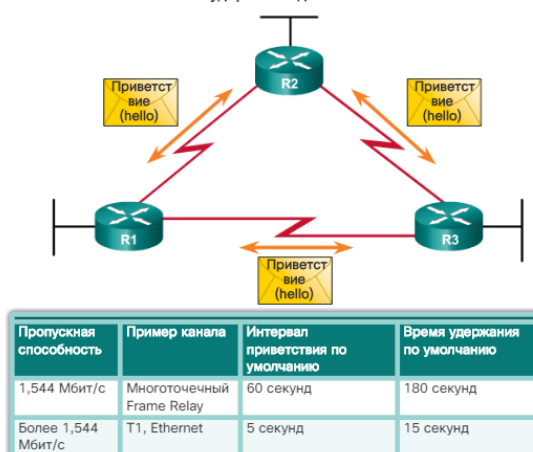 R2
Приветст
вие
(hello)
Приветст
вие
(hello)
R1
R3
Приветст
вие
(hello)
Пропускная способность
Пример канала
Интервал приветствия по умолчанию
Время удержания по умолчанию
1,544 Мбит/с
Многоточечный Frame Relay
60 секунд
180 секунд
Более 1,544 Мбит/с
T1, Ethernet
5 секунд
15 секунд